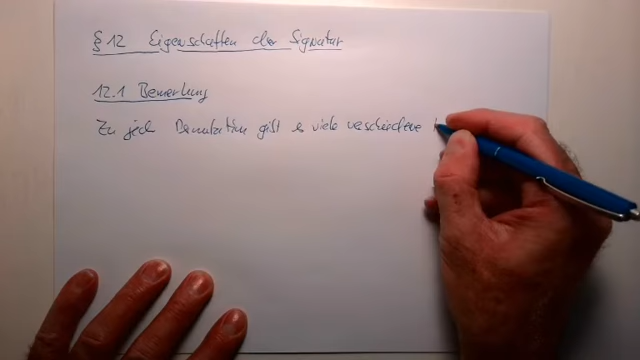 § 12 Eigenschaften der Signatur
12.1 Bemerkung
Zu jeder Permutation gibt es viele verschiedene